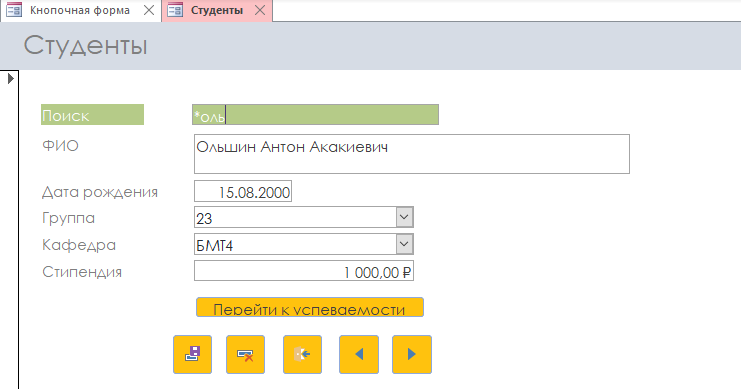 Кнопочная форма
Студенты
Студенты
Поиск
*оль
ФИО
Ольшин Антон Акакиевич
Дата рождения
15.08.2000
Группа
23
Кафедра
БМТ4
Стипендия
1 000,00 ₽
Перейти к успеваемости